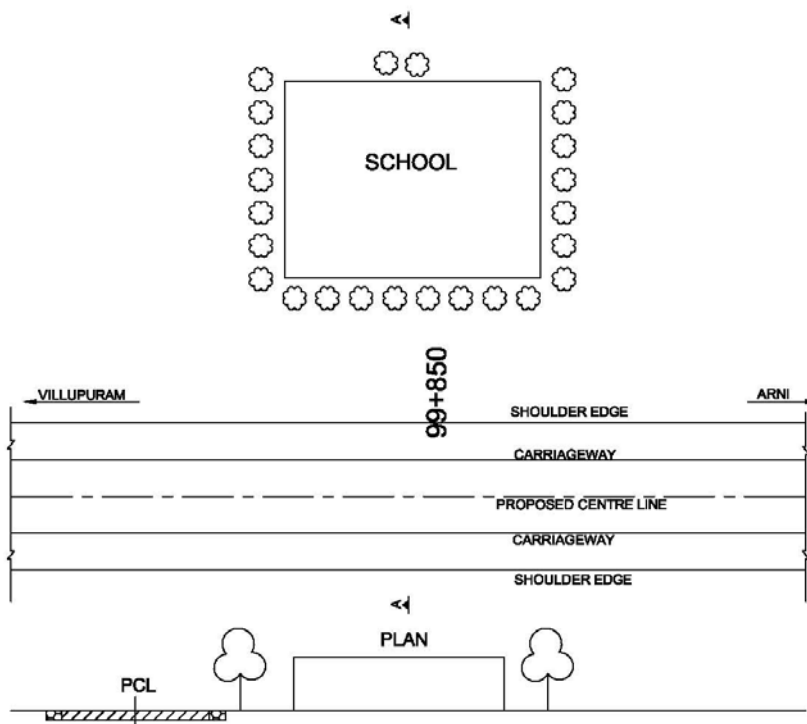 A
SCHOOL
99+850
VILLUPURAM
ARNI
SHOULDER EDGE
CARRIAGEWAY
PROPOSED CENTRE LINE
CARRIAGEWAY
SHOULDER EDGE
A
PLAN
PCL